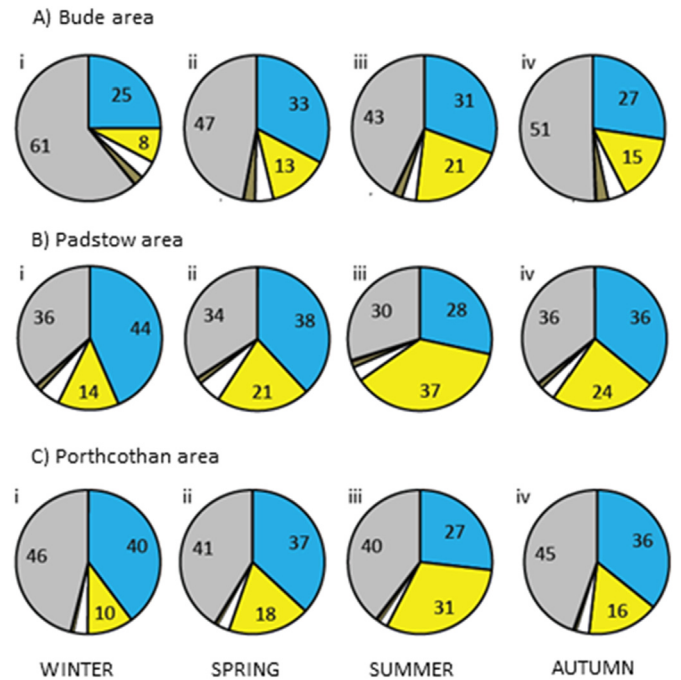 A) Bude area
i ii iii iv
25 33 31 27
61 8 47 13 43 21 51 15
B) Padstow area
i ii iii iv
36 44 34 38 30 28 36 36
14 21 37 24
C) Porthcothan area
i ii iii iv
46 40 41 37 40 27 45 36
10 18 31 16
WINTER SPRING SUMMER AUTUMN